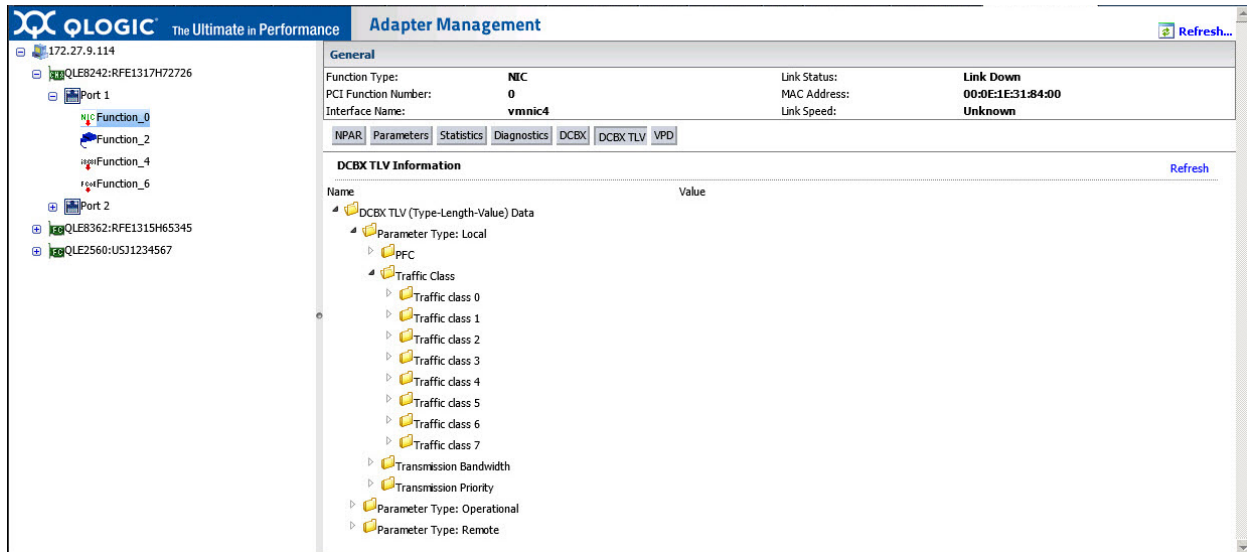 QLOGIC The Ultimate in Performance
Adapter Management
Refresh...
172.27.9.114
QLE8242:RFE1317H72726
Port 1
NIC Function_0
Function_2
Function_4
Function_6
Port 2
QLE8362:RFE1315H65345
QLE2560:USJ1234567
General
Function Type: NIC Link Status: Link Down
PCI Function Number: 0 MAC Address: 00:0E:1E:31:84:00
Interface Name: vmnic4 Link Speed: Unknown
NPAR Parameters Statistics Diagnostics DCBX DCBX TLV VPD
DCBX TLV Information Refresh
Name Value
DCBX TLV (Type-Length-Value) Data
Parameter Type: Local
PFC
Traffic Class
Traffic class 0
Traffic class 1
Traffic class 2
Traffic class 3
Traffic class 4
Traffic class 5
Traffic class 6
Traffic class 7
Transmission Bandwidth
Transmission Priority
Parameter Type: Operational
Parameter Type: Remote